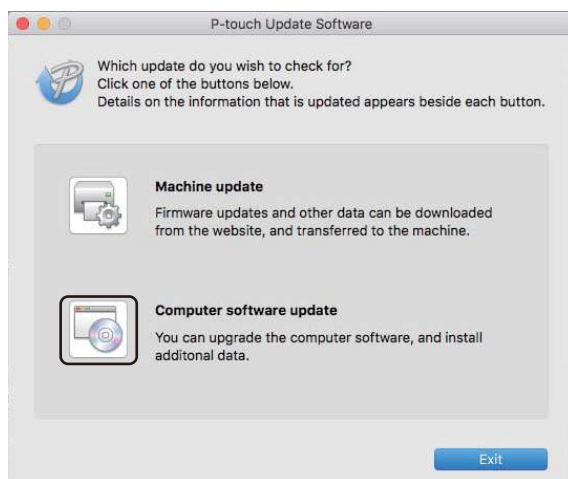 P-touch Update Software
Which update do you wish to check for?
Click one of the buttons below.
Details on the information that is updated appears beside each button.
Machine update
Firmware updates and other data can be downloaded
from the website, and transferred to the machine.
Computer software update
You can upgrade the computer software, and install
additonal data.
Exit